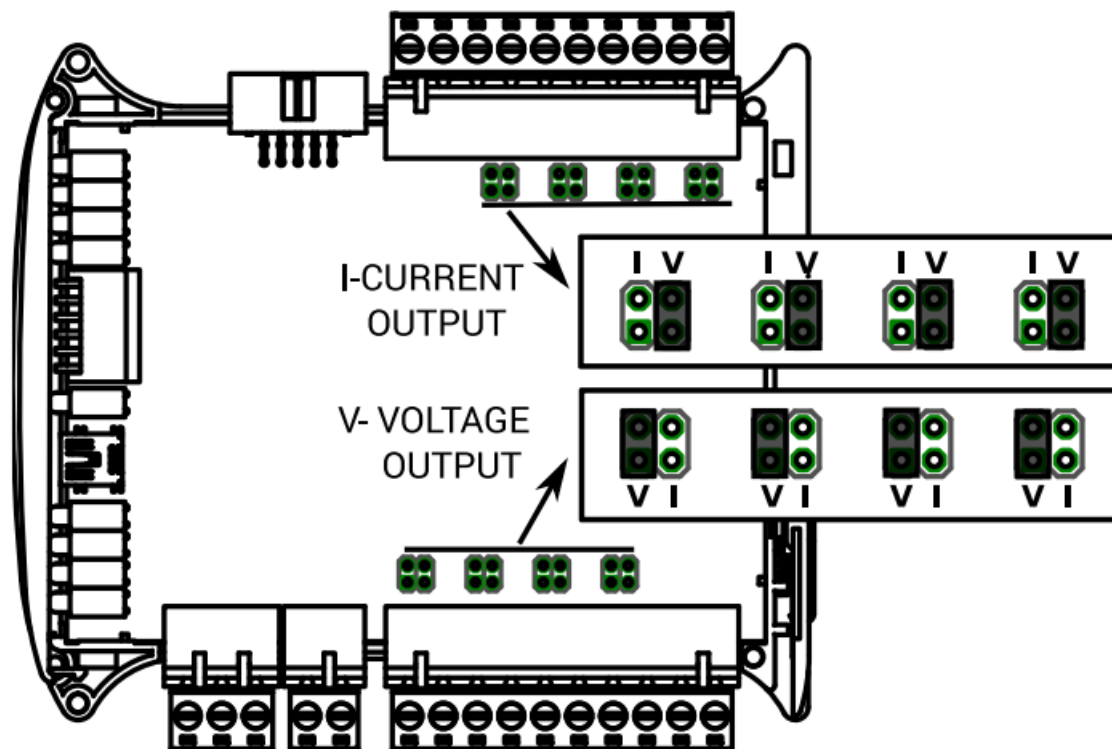 I V I V I V I V
I-CURRENT
OUTPUT
V- VOLTAGE
OUTPUT
V I V I V I V I